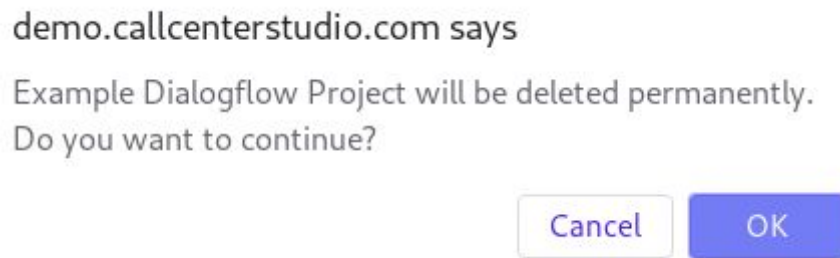 demo.callcenterstudio.com says
Example Dialogflow Project will be deleted permanently.
Do you want to continue?
Cancel OK